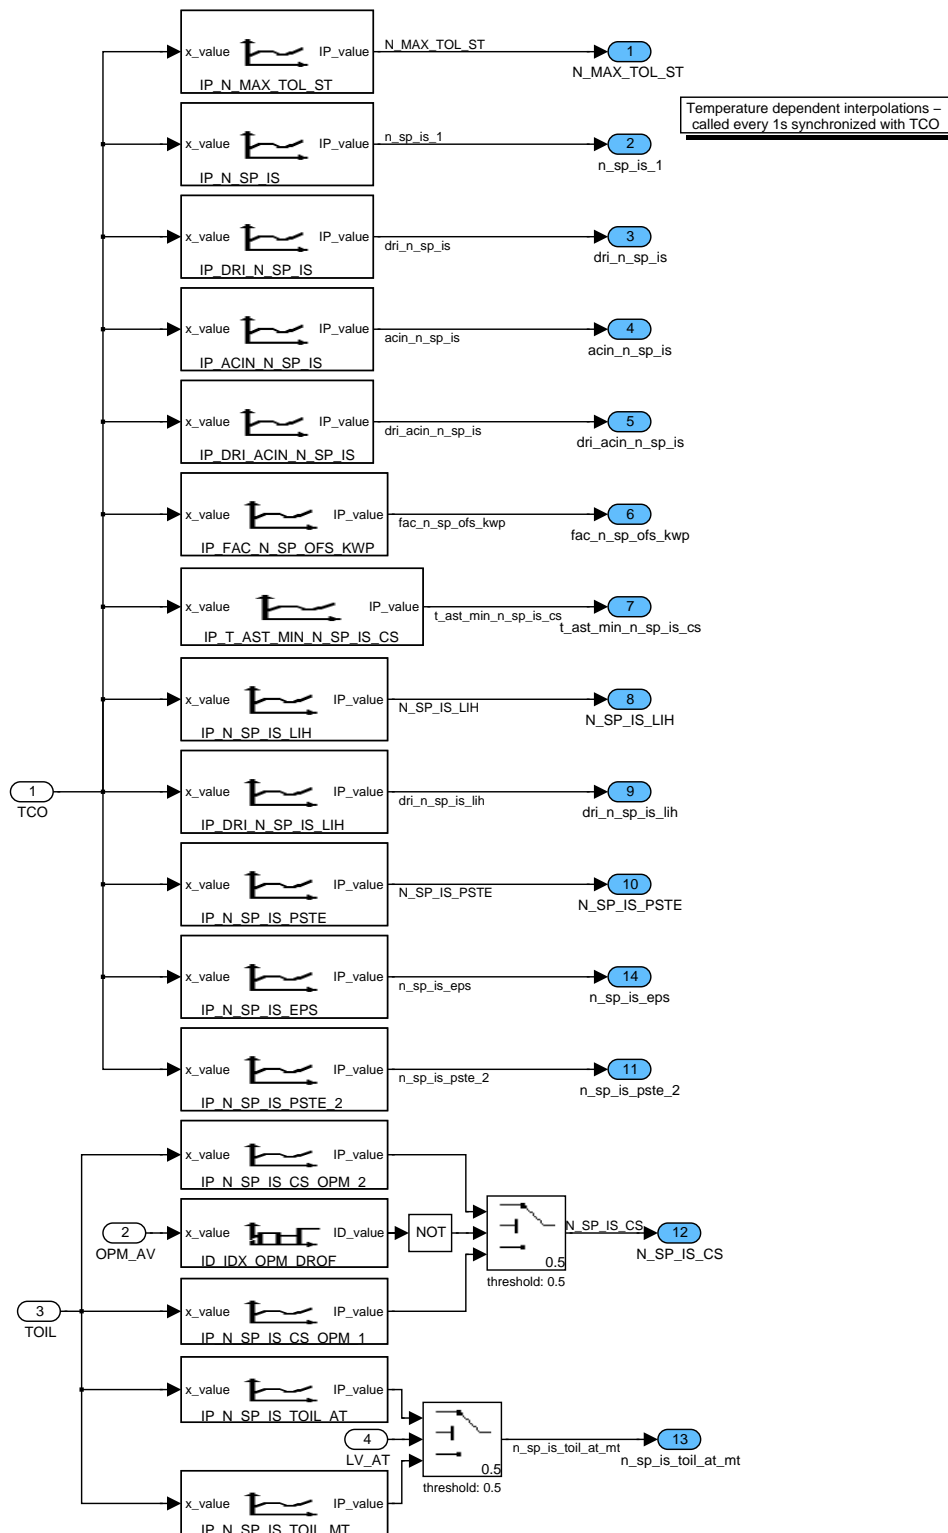 x_value IP_value N_MAX_TOL_ST 1
IP_N_MAX_TOL_ST N_MAX_TOL_ST
Temperature dependent interpolations –
called every 1s synchronized with TCO
x_value IP_value n_sp_is_1 2
IP_N_SP_IS n_sp_is_1
x_value IP_value dri_n_sp_is 3
IP_DRI_N_SP_IS dri_n_sp_is
x_value IP_value acin_n_sp_is 4
IP_ACIN_N_SP_IS acin_n_sp_is
x_value IP_value dri_acin_n_sp_is 5
IP_DRI_ACIN_N_SP_IS dri_acin_n_sp_is
x_value IP_value fac_n_sp_ofs_kwp 6
IP_FAC_N_SP_OFS_KWP fac_n_sp_ofs_kwp
x_value IP_value t_ast_min_n_sp_is_cs 7
IP_T_AST_MIN_N_SP_IS_CS t_ast_min_n_sp_is_cs
x_value IP_value N_SP_IS_LIH 8
IP_N_SP_IS_LIH N_SP_IS_LIH
1 x_value IP_value dri_n_sp_is_lih 9
TCO IP_DRI_N_SP_IS_LIH dri_n_sp_is_lih
x_value IP_value N_SP_IS_PSTE 10
IP_N_SP_IS_PSTE N_SP_IS_PSTE
x_value IP_value n_sp_is_eps 14
IP_N_SP_IS_EPS n_sp_is_eps
x_value IP_value n_sp_is_pste_2 11
IP_N_SP_IS_PSTE_2 n_sp_is_pste_2
x_value IP_value
IP_N_SP_IS_CS_OPM_2
2 x_value ID_value NOT N_SP_IS_CS 12
OPM_AV ID_IDX_OPM_DROF 0.5 N_SP_IS_CS
threshold: 0.5
3 x_value IP_value
TOIL IP_N_SP_IS_CS_OPM_1
x_value IP_value
IP_N_SP_IS_TOIL_AT
4 n_sp_is_toil_at_mt 13
LV_AT 0.5 n_sp_is_toil_at_mt
threshold: 0.5
x_value IP_value
IP_N_SP_IS_TOIL_MT